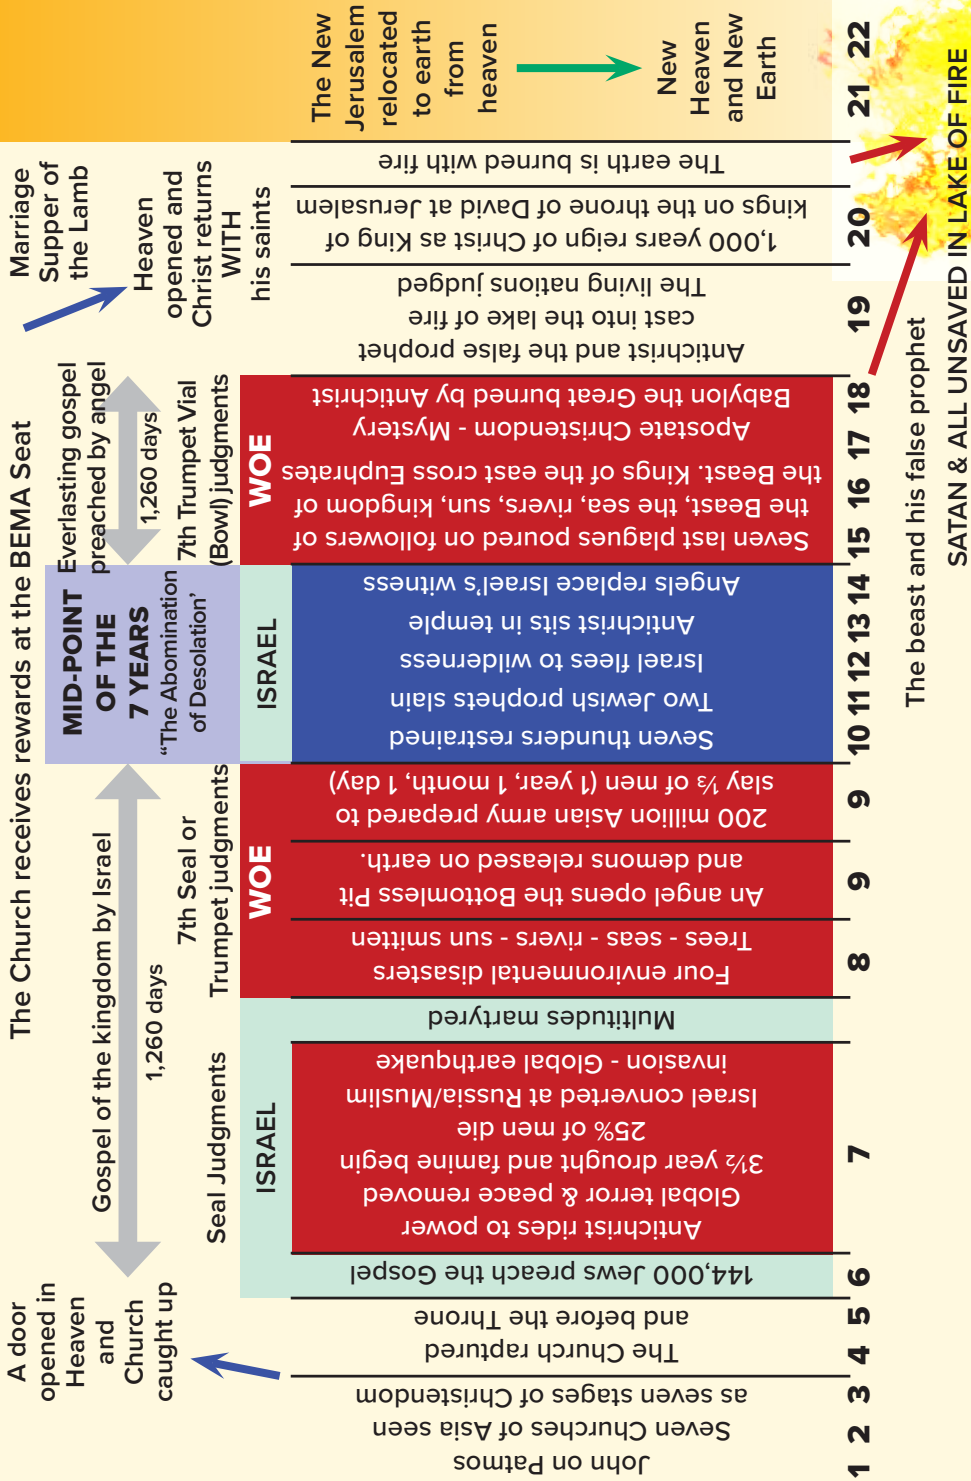 The Church receives rewards at the BEMA Seat
A door
opened in
Heaven
and
Church
caught up
Gospel of the kingdom by Israel
1,260 days
MID-POINT
OF THE
7 YEARS
"The Abomination
of Desolation'
Everlasting gospel
preached by angel
1,260 days
Marriage
Supper of
the Lamb
Heaven
opened and
Christ returns
WITH
his saints
Seal Judgments
7th Seal or
Trumpet judgments
7th Trumpet Vial
(Bowl) judgments
ISRAEL
WOE
ISRAEL
WOE
John on Patmos
Seven Churches of Asia seen
as seven stages of Christendom
The Church raptured
and before the Throne
144,000 Jews preach the Gospel
Antichrist rides to power
Global terror & peace removed
3½ year drought and famine begin
25% of men die
Israel converted at Russia/Muslim
invasion - Global earthquake
Multitudes martyred
Four environmental disasters
Trees - seas - rivers - sun smitten
An angel opens the Bottomless Pit
and demons released on earth.
200 million Asian army prepared to
slay ⅓ of men (1 year, 1 month, 1 day)
Seven thunders restrained
Two Jewish prophets slain
Israel flees to wilderness
Antichrist sits in temple
Angels replace Israel's witness
Seven last plagues poured on followers of
the Beast, the sea, rivers, sun, kingdom of
the Beast. Kings of the east cross Euphrates
Apostate Christendom - Mystery
Babylon the Great burned by Antichrist
Antichrist and the false prophet
cast into the lake of fire
The living nations judged
1,000 years reign of Christ as King of
kings on the throne of David at Jerusalem
The earth is burned with fire
The New
Jerusalem
relocated
to earth
from
heaven
New
Heaven
and New
Earth
1 2 3 4 5 6 7 8 9 9 10 11 12 13 14 15 16 17 18 19 20 21 22
The beast and his false prophet
SATAN & ALL UNSAVED IN LAKE OF FIRE